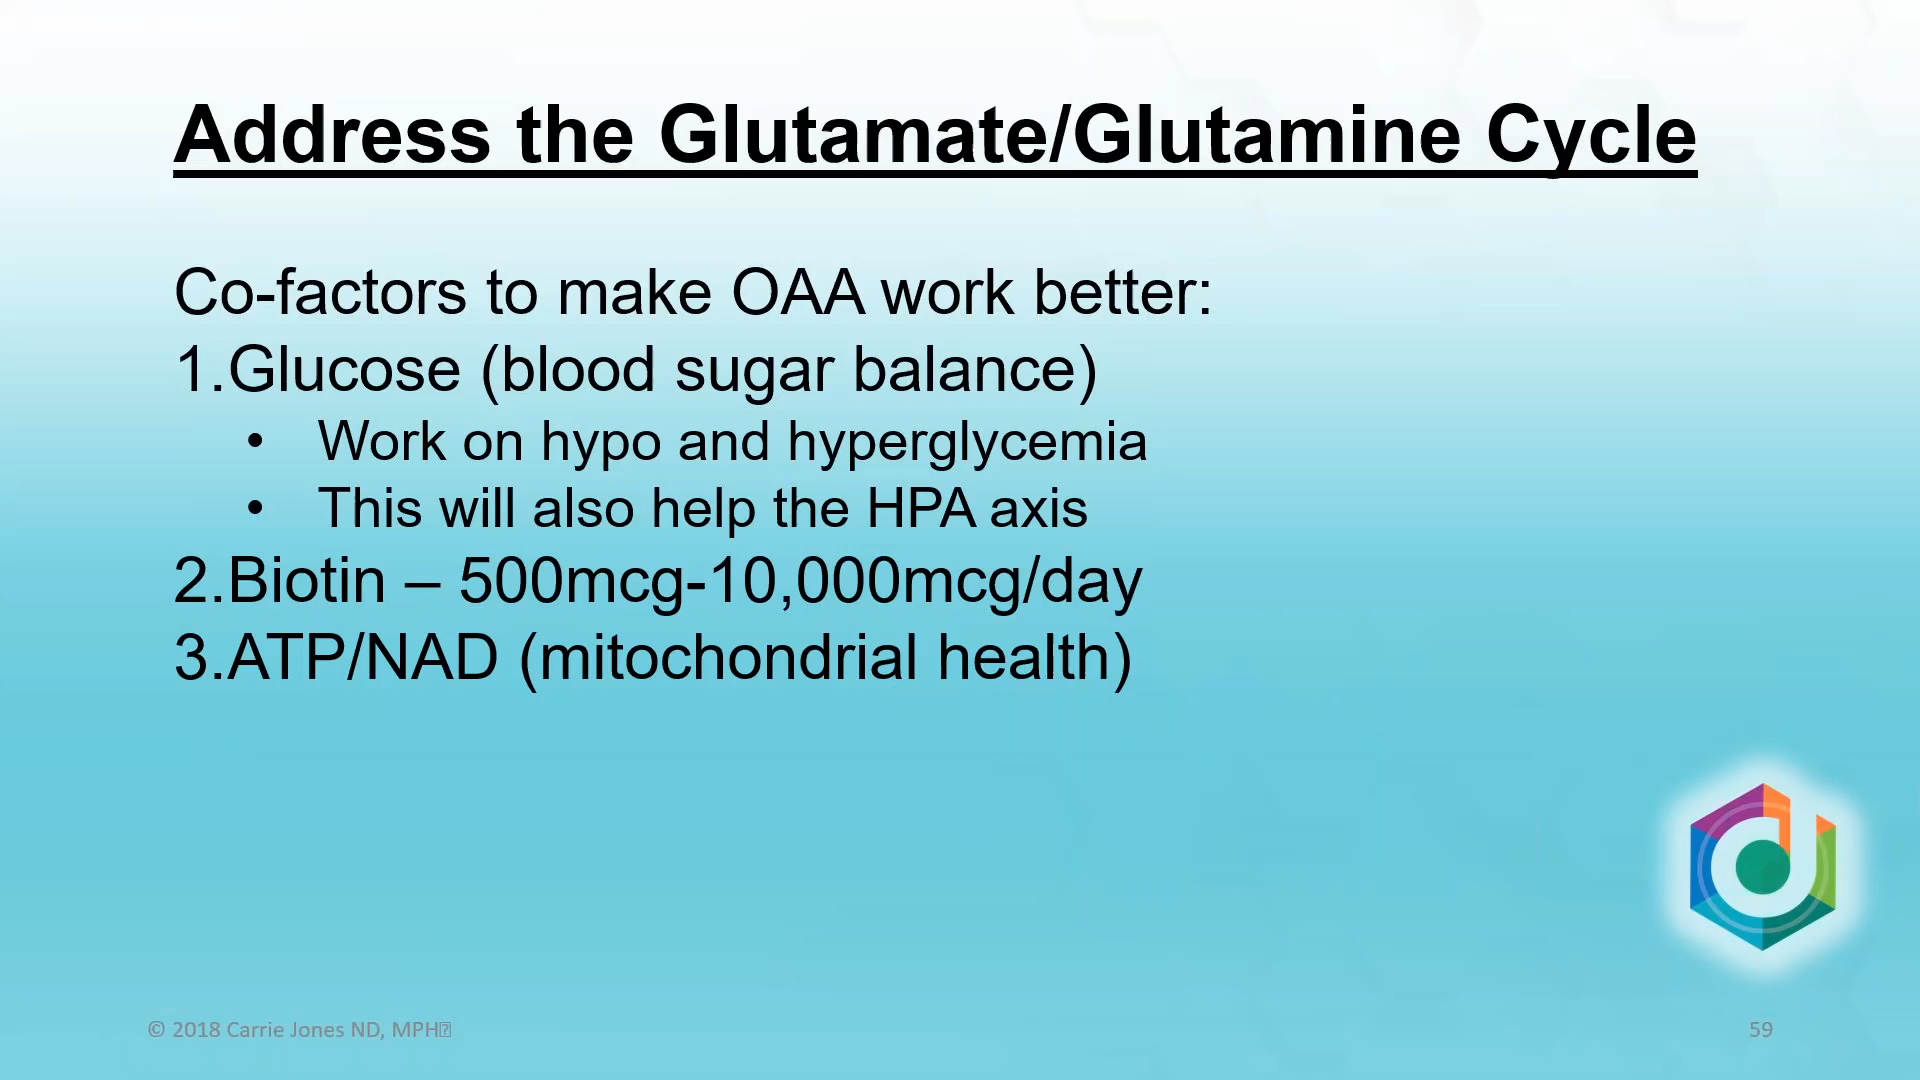 Address the Glutamate/Glutamine Cycle
Co-factors to make OAA work better:
1.Glucose (blood sugar balance)
• Work on hypo and hyperglycemia
• This will also help the HPA axis
2.Biotin – 500mcg-10,000mcg/day
3.ATP/NAD (mitochondrial health)
© 2018 Carrie Jones ND, MPH
59